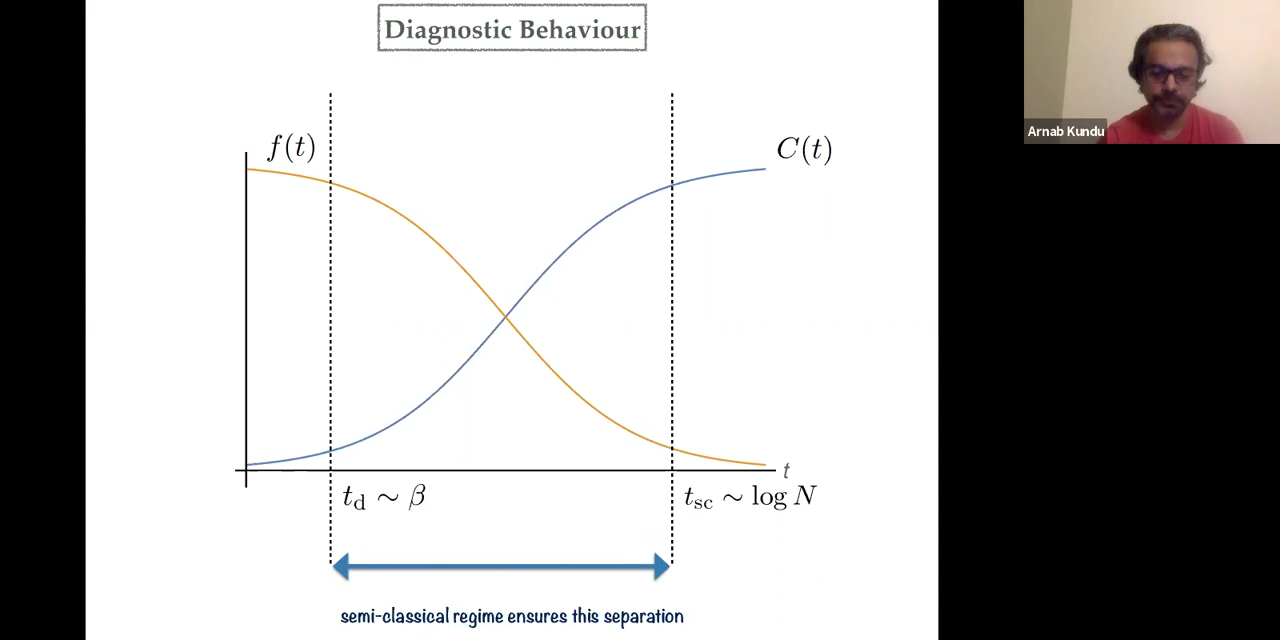 Diagnostic Behaviour
f(t)
C(t)
Arnab Kundu
t
t_d ∼ β
t_sc ∼ log N
semi-classical regime ensures this separation